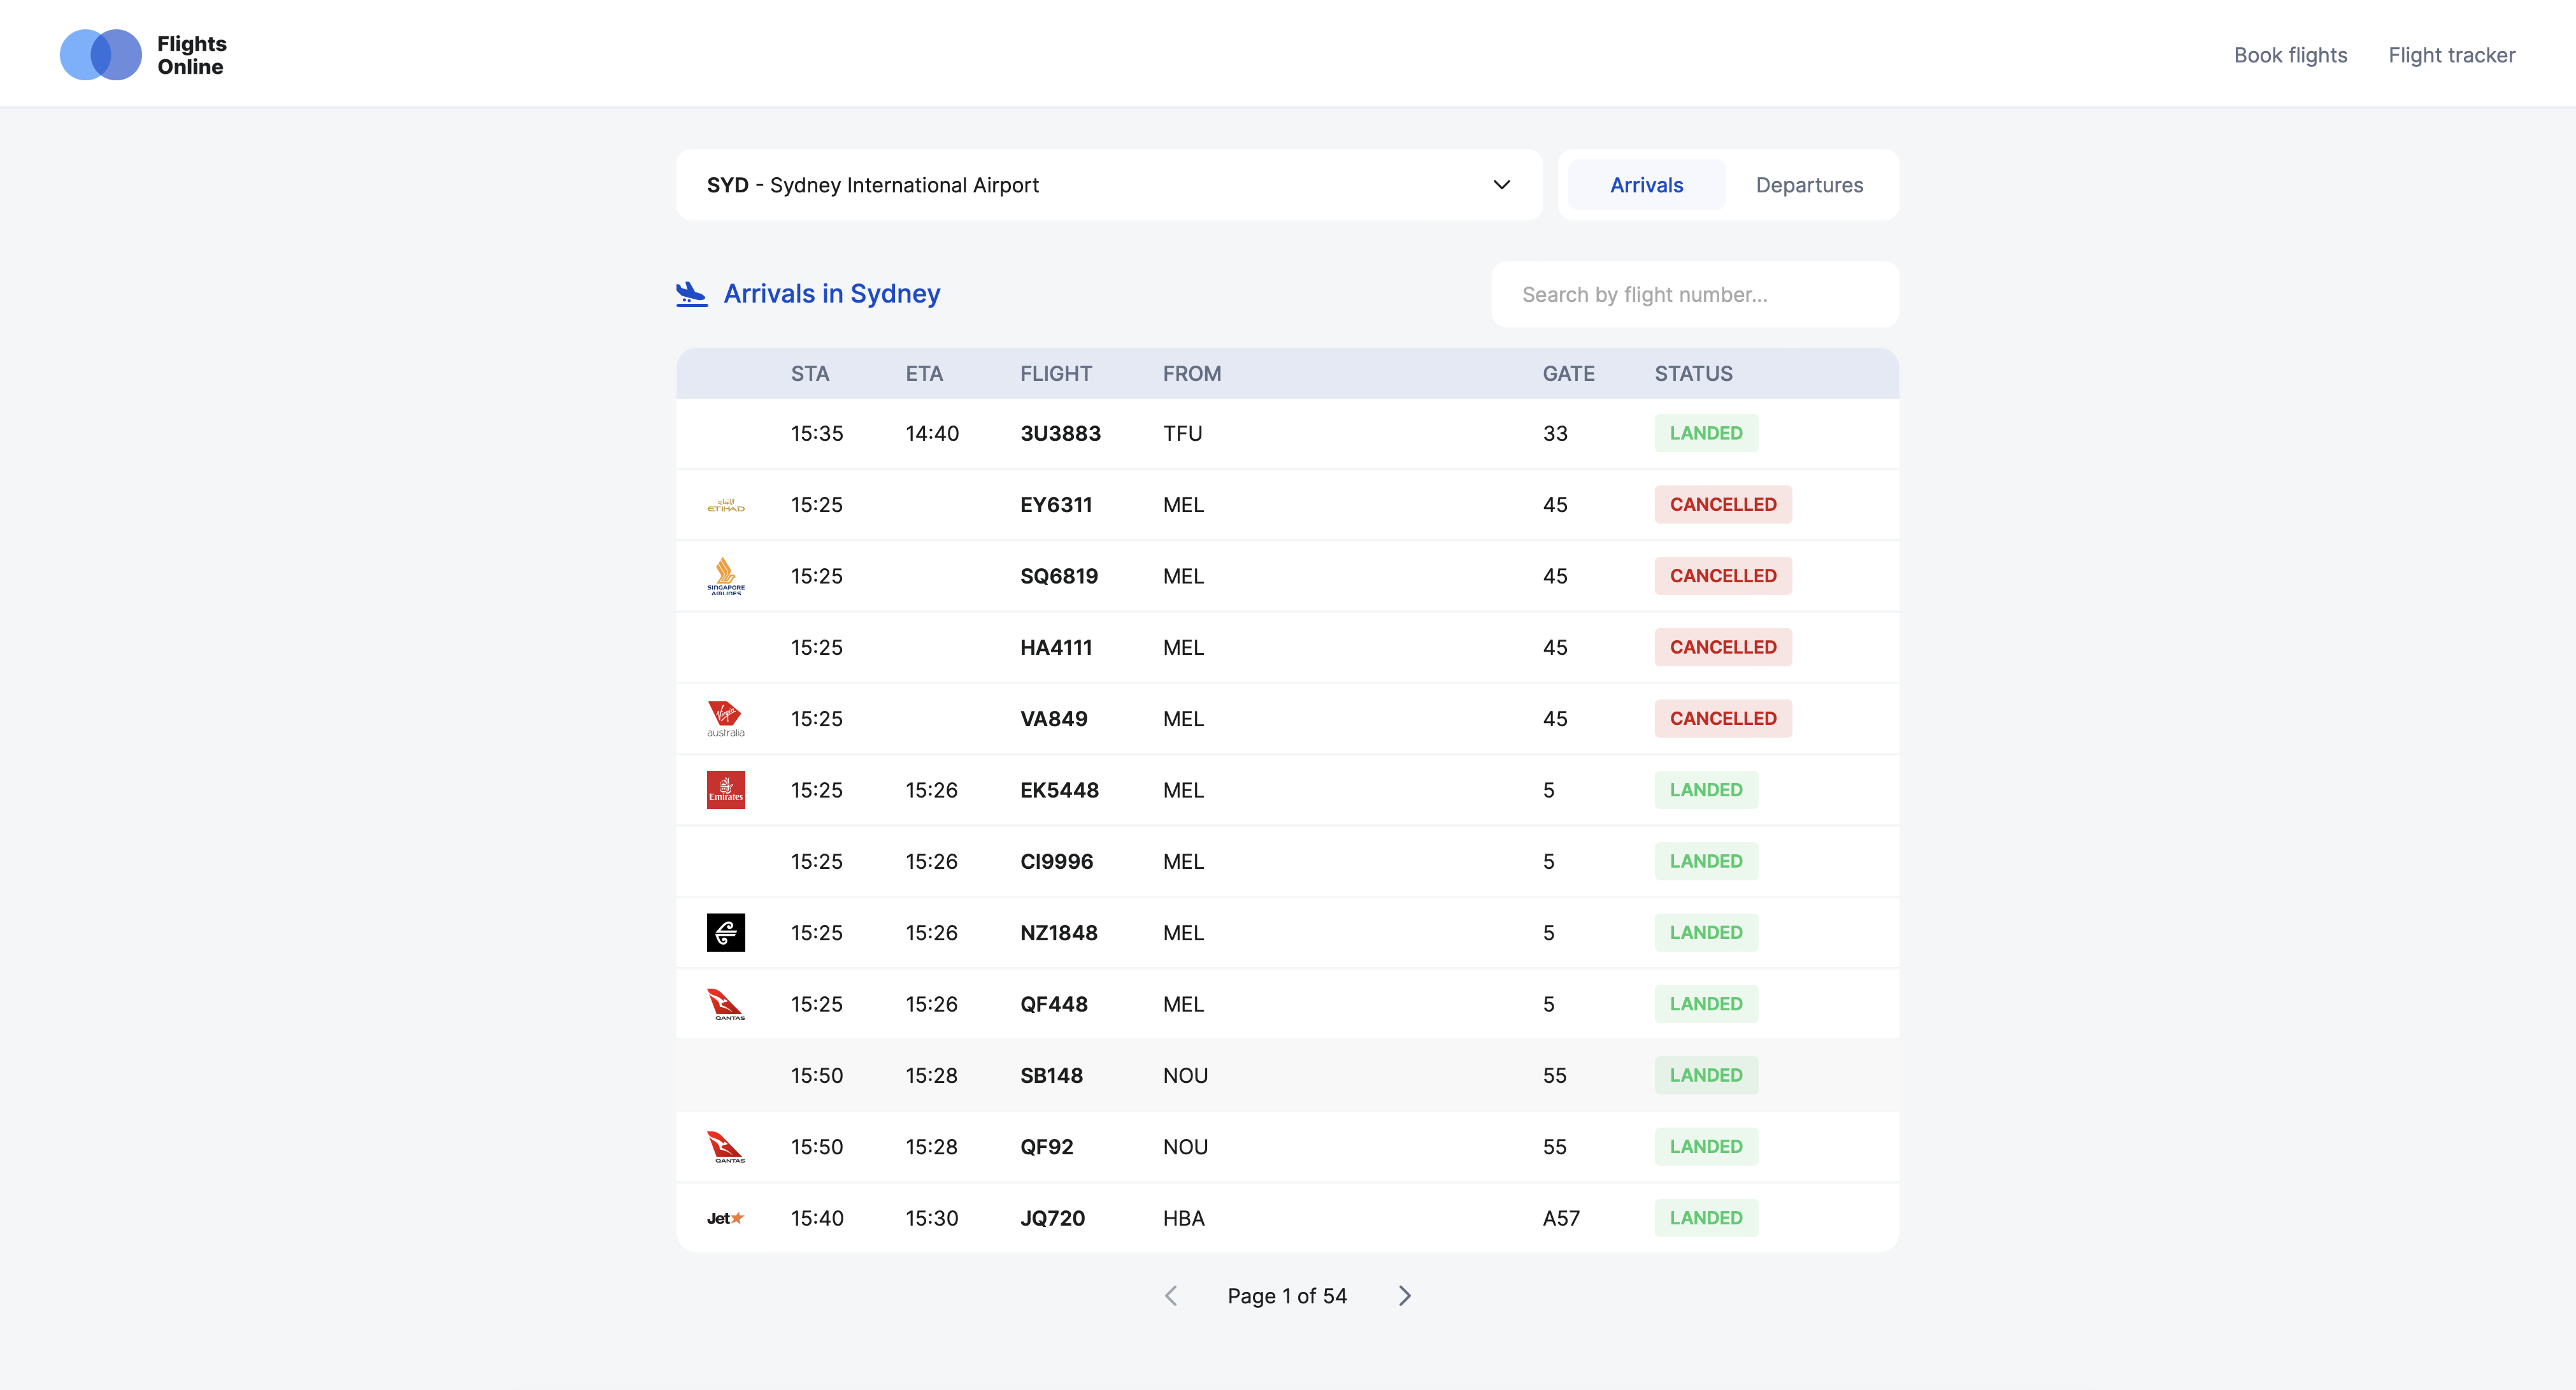 Flights
Online
Book flights Flight tracker
SYD - Sydney International Airport
Arrivals Departures
Arrivals in Sydney
Search by flight number...
STA ETA FLIGHT FROM GATE STATUS
15:35 14:40 3U3883 TFU 33 LANDED
ETIHAD 15:25 EY6311 MEL 45 CANCELLED
SINGAPORE AIRLINES 15:25 SQ6819 MEL 45 CANCELLED
15:25 HA4111 MEL 45 CANCELLED
Virgin australia 15:25 VA849 MEL 45 CANCELLED
Emirates 15:25 15:26 EK5448 MEL 5 LANDED
15:25 15:26 CI9996 MEL 5 LANDED
15:25 15:26 NZ1848 MEL 5 LANDED
QANTAS 15:25 15:26 QF448 MEL 5 LANDED
15:50 15:28 SB148 NOU 55 LANDED
QANTAS 15:50 15:28 QF92 NOU 55 LANDED
Jet 15:40 15:30 JQ720 HBA A57 LANDED
Page 1 of 54